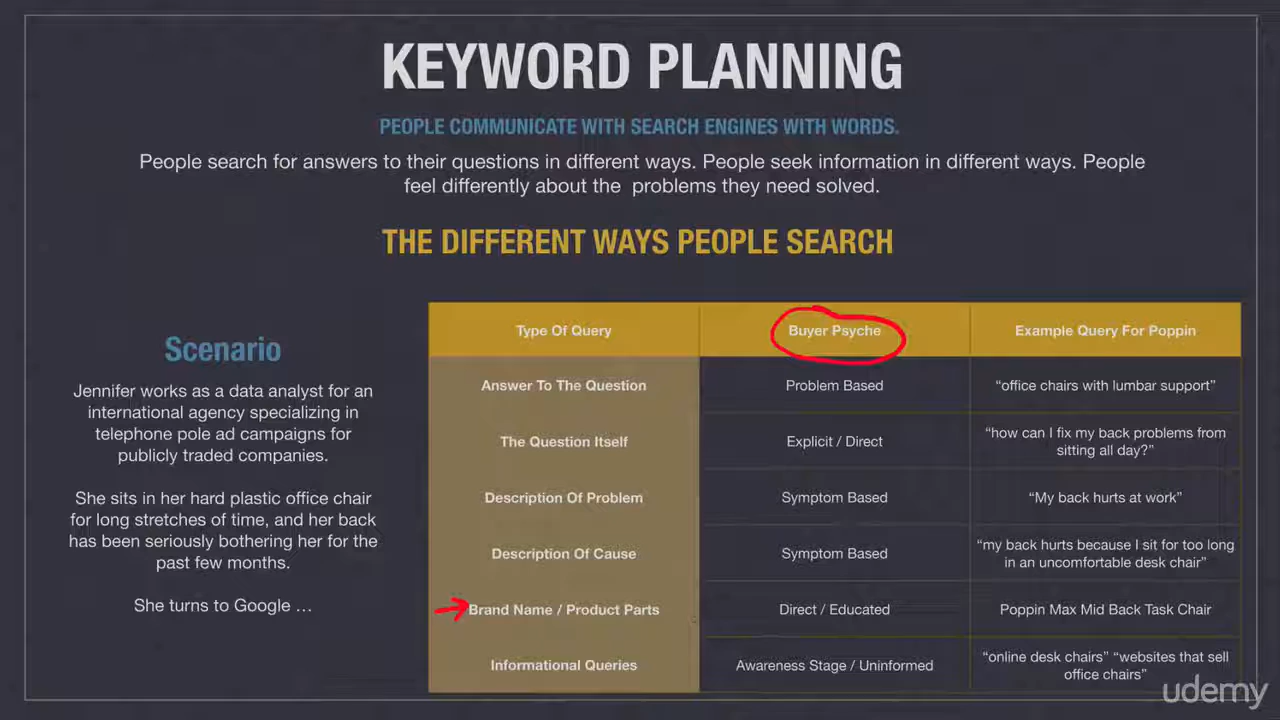 KEYWORD PLANNING
PEOPLE COMMUNICATE WITH SEARCH ENGINES WITH WORDS.
People search for answers to their questions in different ways. People seek information in different ways. People
feel differently about the problems they need solved.
THE DIFFERENT WAYS PEOPLE SEARCH
Scenario
Jennifer works as a data analyst for an
international agency specializing in
telephone pole ad campaigns for
publicly traded companies.
She sits in her hard plastic office chair
for long stretches of time, and her back
has been seriously bothering her for the
past few months.
She turns to Google …
Type Of Query
Buyer Psyche
Example Query For Poppin
Answer To The Question
Problem Based
“office chairs with lumbar support”
The Question Itself
Explicit / Direct
“how can I fix my back problems from
sitting all day?”
Description Of Problem
Symptom Based
“My back hurts at work”
Description Of Cause
Symptom Based
“my back hurts because I sit for too long
in an uncomfortable desk chair”
Brand Name / Product Parts
Direct / Educated
Poppin Max Mid Back Task Chair
Informational Queries
Awareness Stage / Uninformed
“online desk chairs” “websites that sell
office chairs”
udemy